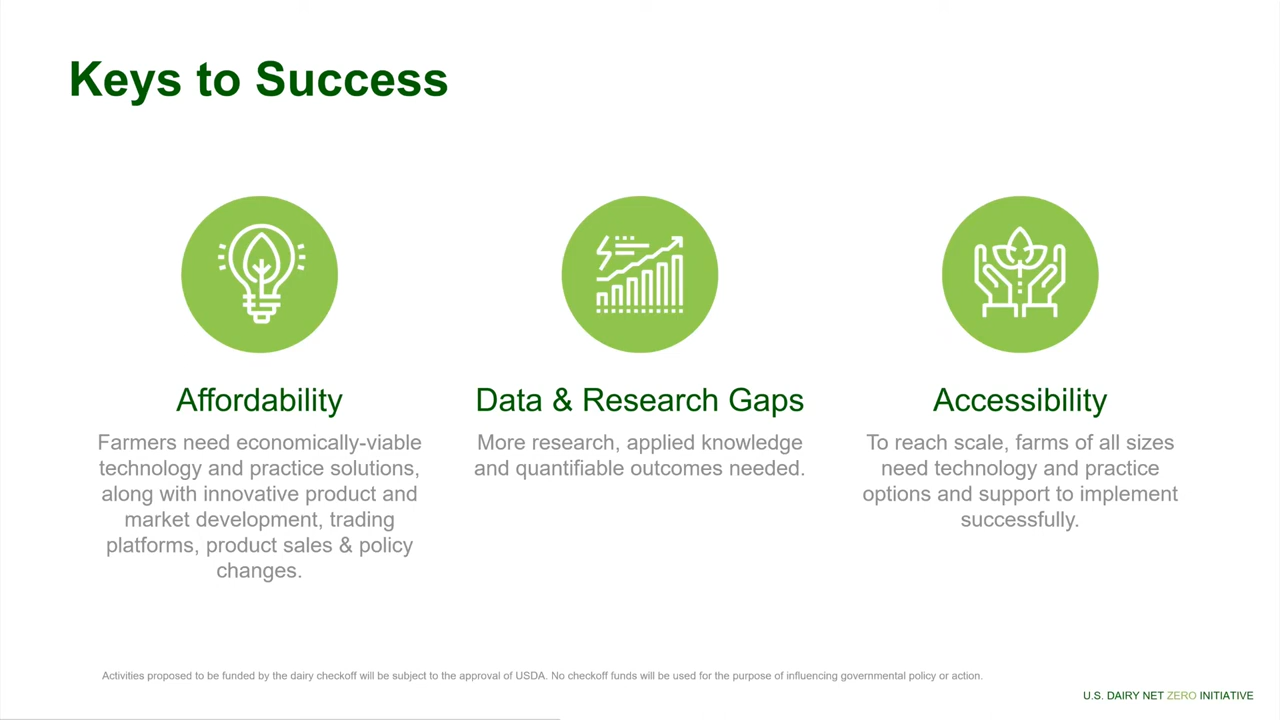 Keys to Success
Affordability
Farmers need economically-viable
technology and practice solutions,
along with innovative product and
market development, trading
platforms, product sales & policy
changes.
Data & Research Gaps
More research, applied knowledge
and quantifiable outcomes needed.
Accessibility
To reach scale, farms of all sizes
need technology and practice
options and support to implement
successfully.
Activities proposed to be funded by the dairy checkoff will be subject to the approval of USDA. No checkoff funds will be used for the purpose of influencing governmental policy or action.
U.S. DAIRY NET ZERO INITIATIVE